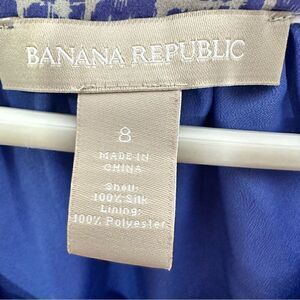 BANANA REPUBLIC
8
MADE IN
CHINA
Shell:
100% Silk
Lining:
100% Polyester